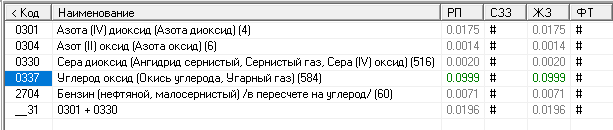 < Код Наименование РП СЗЗ ЖЗ ФТ
0301 Азота (IV) диоксид (Азота диоксид) (4) 0.0175 # 0.0175 #
0304 Азот (II) оксид (Азота оксид) (6) 0.0014 # 0.0014 #
0330 Сера диоксид (Ангидрид сернистый, Сернистый газ, Сера (IV) оксид) (516) 0.0020 # 0.0020 #
0337 Углерод оксид (Окись углерода, Угарный газ) (584) 0.0999 # 0.0999 #
2704 Бензин (нефтяной, малосернистый) /в пересчете на углерод/ (60) 0.0071 # 0.0071 #
__31 0301 + 0330 0.0196 # 0.0196 #